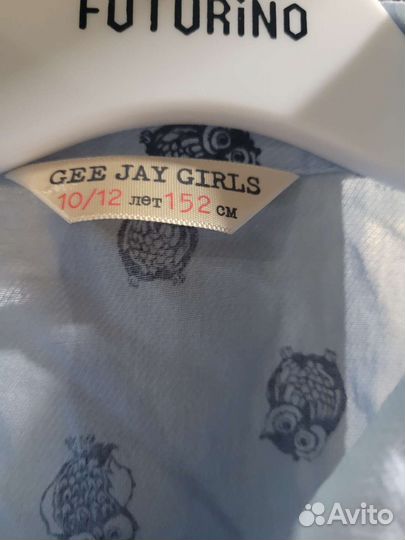 FUTURiNO
GEE JAY GIRLS
10/12 лет 152 см
Avito